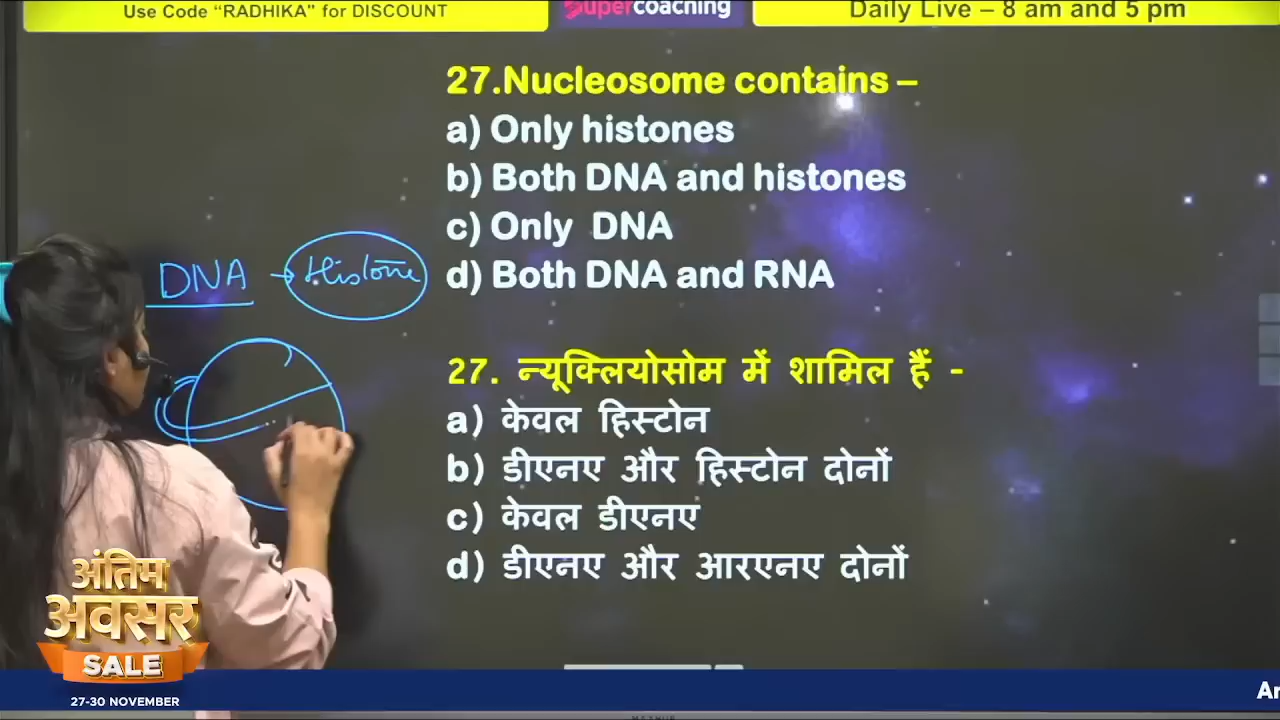 Use Code “RADHIKA” for DISCOUNT
Supercoaching
Daily Live – 8 am and 5 pm
27.Nucleosome contains –
a) Only histones
b) Both DNA and histones
c) Only DNA
d) Both DNA and RNA
DNA → Histone
27. न्यूक्लियोसोम में शामिल हैं -
a) केवल हिस्टोन
b) डीएनए और हिस्टोन दोनों
c) केवल डीएनए
d) डीएनए और आरएनए दोनों
अंतिम
अवसर
SALE
27-30 NOVEMBER